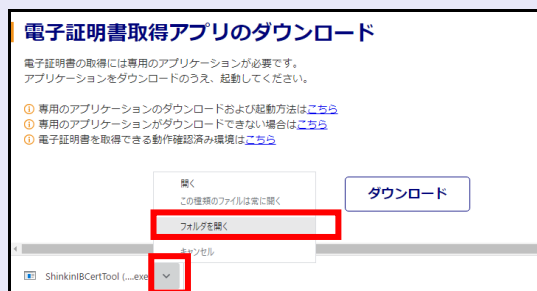 電子証明書取得アプリのダウンロード
電子証明書の取得には専用のアプリケーションが必要です。
アプリケーションをダウンロードのうえ、起動してください。
専用のアプリケーションのダウンロードおよび起動方法はこちら
専用のアプリケーションがダウンロードできない場合はこちら
電子証明書を取得できる動作確認済み環境はこちら
開く
この種類のファイルは常に開く
フォルダを開く
キャンセル
ダウンロード
ShinkinIBCertTool (....exe